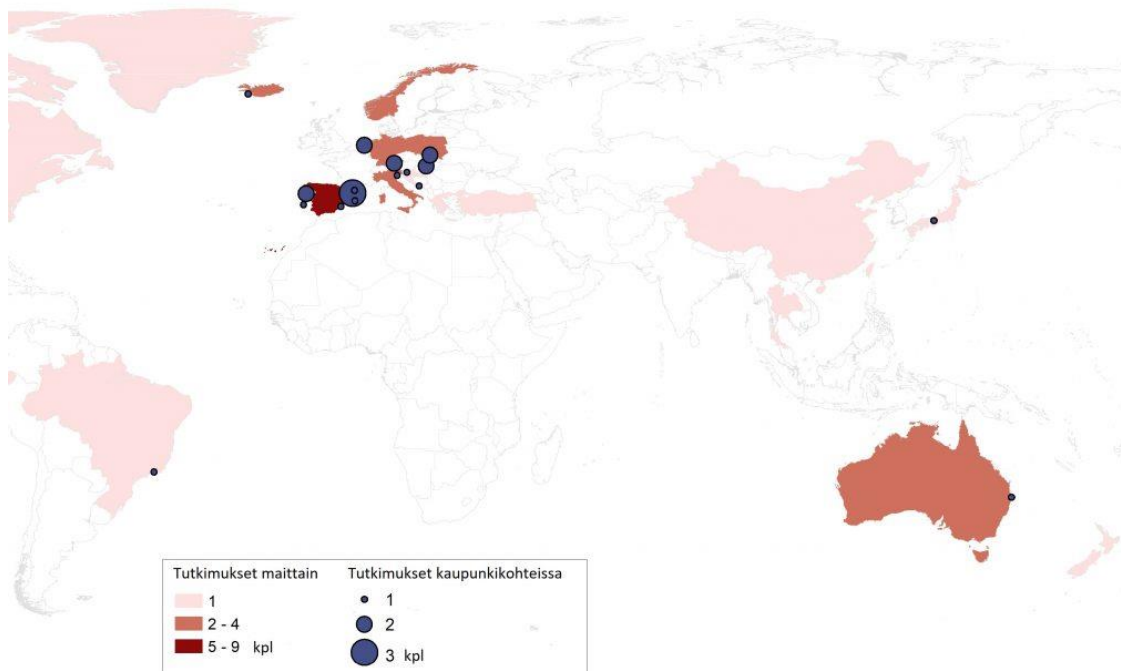 Tutkimukset maittain
1
2 - 4
5 - 9 kpl
Tutkimukset kaupunkikohteissa
1
2
3 kpl